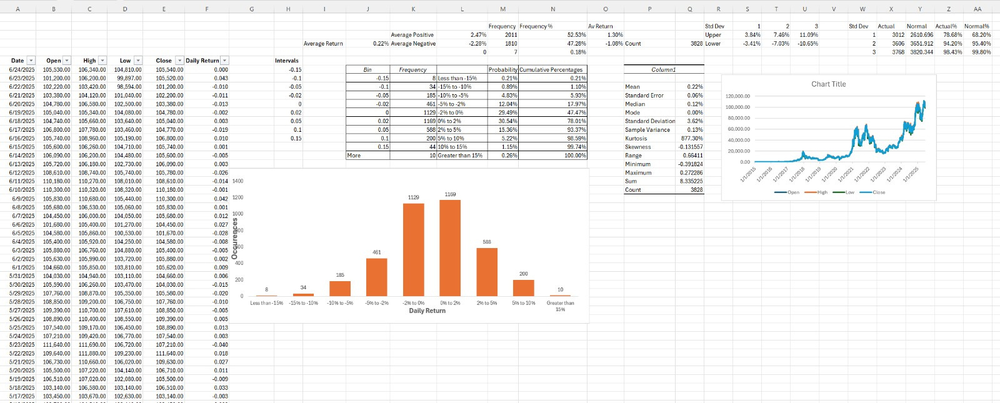 A B C D E F G H I J K L M N O P Q R S T U V W X Y Z AA
Frequency Frequency % Av Return Std Dev 1 2 3 Std Dev Actual Normal Actual% Normal%
Average Positive 2.47% 2011 52.53% 1.30% Upper 3.84% 7.46% 11.09% 1 3012 2610.696 78.68% 68.20%
Average Return 0.22% Average Negative -2.28% 1810 47.28% -1.08% Count 3828 Lower -3.41% -7.03% -10.65% 2 3606 3651.912 94.20% 95.40%
0 7 0.18% 3 3768 3820.344 98.43% 99.80%
Date Open High Low Close Daily Return Intervals
6/24/2025 105,530.00 106,340.00 104,810.00 105,540.00 0.000 -0.15 Bin Frequency Probability Cumulative Percentages Column1
6/23/2025 101,200.00 106,200.00 99,897.00 105,520.00 0.043 -0.1 -0.15 8 Less than -15% 0.21% 0.21%
6/22/2025 102,220.00 103,420.00 98,594.00 101,200.00 -0.010 -0.05 -0.1 34 -15% to -10% 0.89% 1.10% Mean 0.22%
6/21/2025 103,380.00 104,120.00 101,040.00 102,200.00 -0.011 -0.02 -0.05 185 -10% to -5% 4.83% 5.93% Standard Error 0.06%
6/20/2025 104,780.00 106,580.00 102,500.00 103,380.00 -0.013 0 -0.02 461 -5% to -2% 12.04% 17.97% Median 0.12%
6/19/2025 105,040.00 105,340.00 104,080.00 104,780.00 -0.002 0.02 0 1129 -2% to 0% 29.49% 47.47% Mode 0.00%
6/18/2025 104,740.00 105,660.00 103,640.00 105,040.00 0.003 0.05 0.02 1169 0% to 2% 30.54% 78.01% Standard Deviation 3.62%
6/17/2025 106,800.00 107,780.00 103,460.00 104,770.00 -0.019 0.1 0.05 588 2% to 5% 15.36% 93.37% Sample Variance 0.13%
6/16/2025 105,740.00 108,960.00 105,190.00 106,800.00 0.010 0.15 0.1 200 5% to 10% 5.22% 98.59% Kurtosis 877.30%
6/15/2025 105,600.00 106,260.00 104,710.00 105,740.00 0.001 0.15 44 10% to 15% 1.15% 99.74% Skewness -0.131557
6/14/2025 106,090.00 106,200.00 104,480.00 105,600.00 -0.005 More 10 Greater than 15% 0.26% 100.00% Range 0.66411
6/13/2025 105,720.00 106,180.00 102,730.00 106,090.00 0.003 Minimum -0.391824
6/12/2025 108,610.00 108,740.00 105,740.00 105,780.00 -0.026 Maximum 0.272286
6/11/2025 110,180.00 110,270.00 108,010.00 108,610.00 -0.014 Sum 8.335225
6/10/2025 110,300.00 110,320.00 108,320.00 110,180.00 -0.001 Count 3828
6/9/2025 105,830.00 110,680.00 105,440.00 110,300.00 0.042
6/8/2025 105,680.00 106,530.00 105,060.00 105,830.00 0.001
6/7/2025 104,450.00 106,000.00 104,050.00 105,680.00 0.012
6/6/2025 101,680.00 105,400.00 101,270.00 104,450.00 0.027
6/5/2025 104,580.00 105,860.00 100,530.00 101,670.00 -0.028
6/4/2025 105,400.00 105,920.00 104,250.00 104,580.00 -0.008
6/3/2025 105,880.00 106,760.00 104,880.00 105,400.00 -0.005
6/2/2025 105,630.00 105,990.00 103,720.00 105,880.00 0.002
6/1/2025 104,660.00 105,850.00 103,810.00 105,620.00 0.009
5/31/2025 104,030.00 104,940.00 103,110.00 104,660.00 0.006
5/30/2025 105,590.00 106,260.00 103,470.00 104,030.00 -0.015
5/29/2025 107,760.00 108,870.00 105,350.00 105,580.00 -0.020
5/28/2025 108,850.00 109,200.00 106,750.00 107,760.00 -0.010
5/27/2025 109,390.00 110,700.00 107,610.00 108,850.00 -0.005
5/26/2025 108,890.00 110,400.00 108,550.00 109,390.00 0.005
5/25/2025 107,540.00 109,170.00 106,450.00 108,890.00 0.013
5/24/2025 107,210.00 109,420.00 106,770.00 107,540.00 0.003
5/23/2025 111,640.00 111,690.00 106,720.00 107,210.00 -0.040
5/22/2025 109,640.00 111,880.00 109,230.00 111,640.00 0.018
5/21/2025 106,730.00 110,660.00 106,020.00 109,630.00 0.027
5/20/2025 105,500.00 107,220.00 104,140.00 106,710.00 0.011
5/19/2025 106,510.00 107,020.00 102,080.00 105,500.00 -0.009
5/18/2025 103,140.00 106,580.00 103,140.00 106,510.00 0.033
5/17/2025 103,450.00 103,670.00 102,630.00 103,140.00 -0.003
Occurences
1400
1200
1000
800
600
400
200
0
8 34 185 461 1129 1169 588 200 10
Less than -15% -15% to -10% -10% to -5% -5% to -2% -2% to 0% 0% to 2% 2% to 5% 5% to 10% Greater than 15%
Daily Return
Chart Title
120,000.00
100,000.00
80,000.00
60,000.00
40,000.00
20,000.00
0.00
1/1/2015 1/1/2016 1/1/2017 1/1/2018 1/1/2019 1/1/2020 1/1/2021 1/1/2022 1/1/2023 1/1/2024 1/1/2025
Open High Low Close